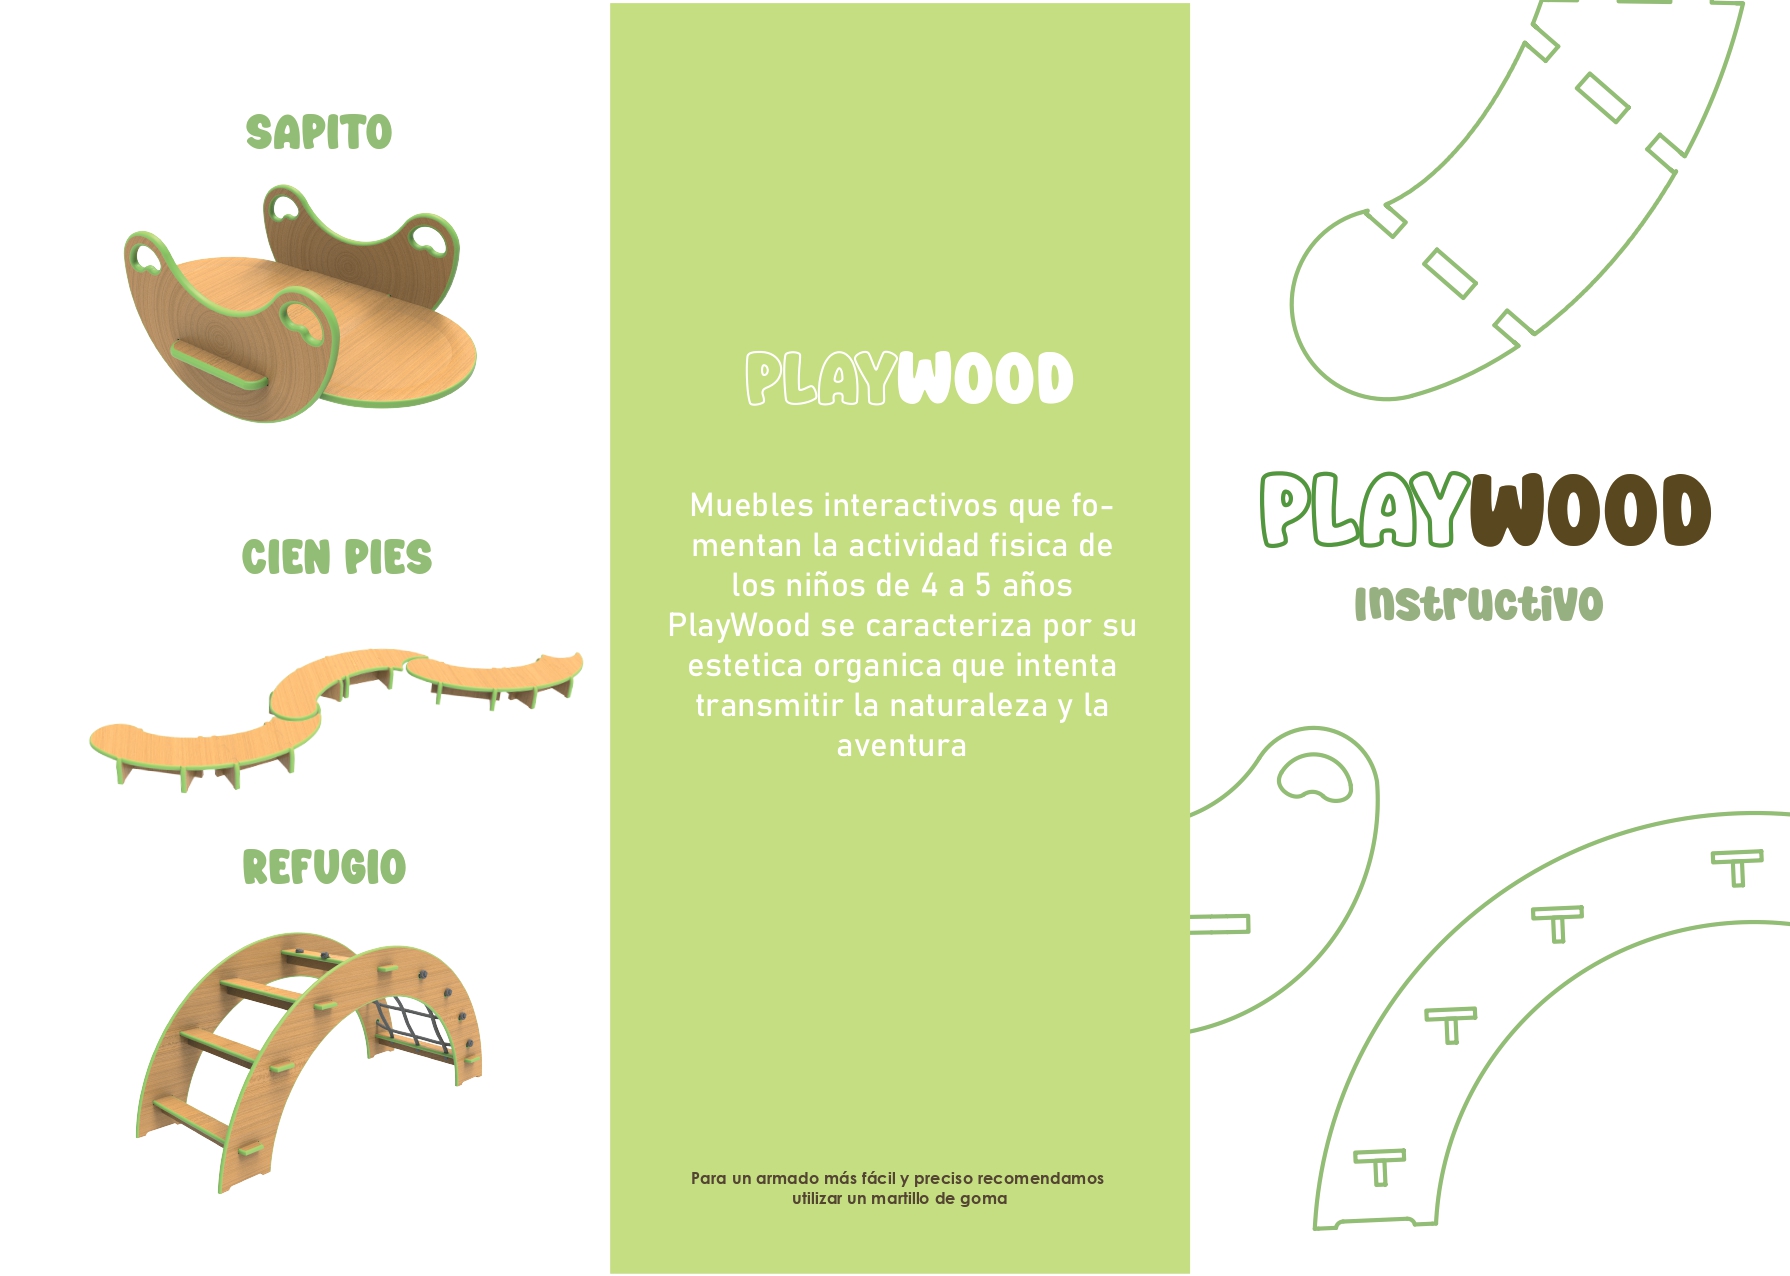 SAPITO
CIEN PIES
REFUGIO
PLAYWOOD
Muebles interactivos que fo-
mentan la actividad fisica de
los niños de 4 a 5 años
PlayWood se caracteriza por su
estetica organica que intenta
transmitir la naturaleza y la
aventura
Para un armado más fácil y preciso recomendamos
utilizar un martillo de goma
PLAYWOOD
Instructivo